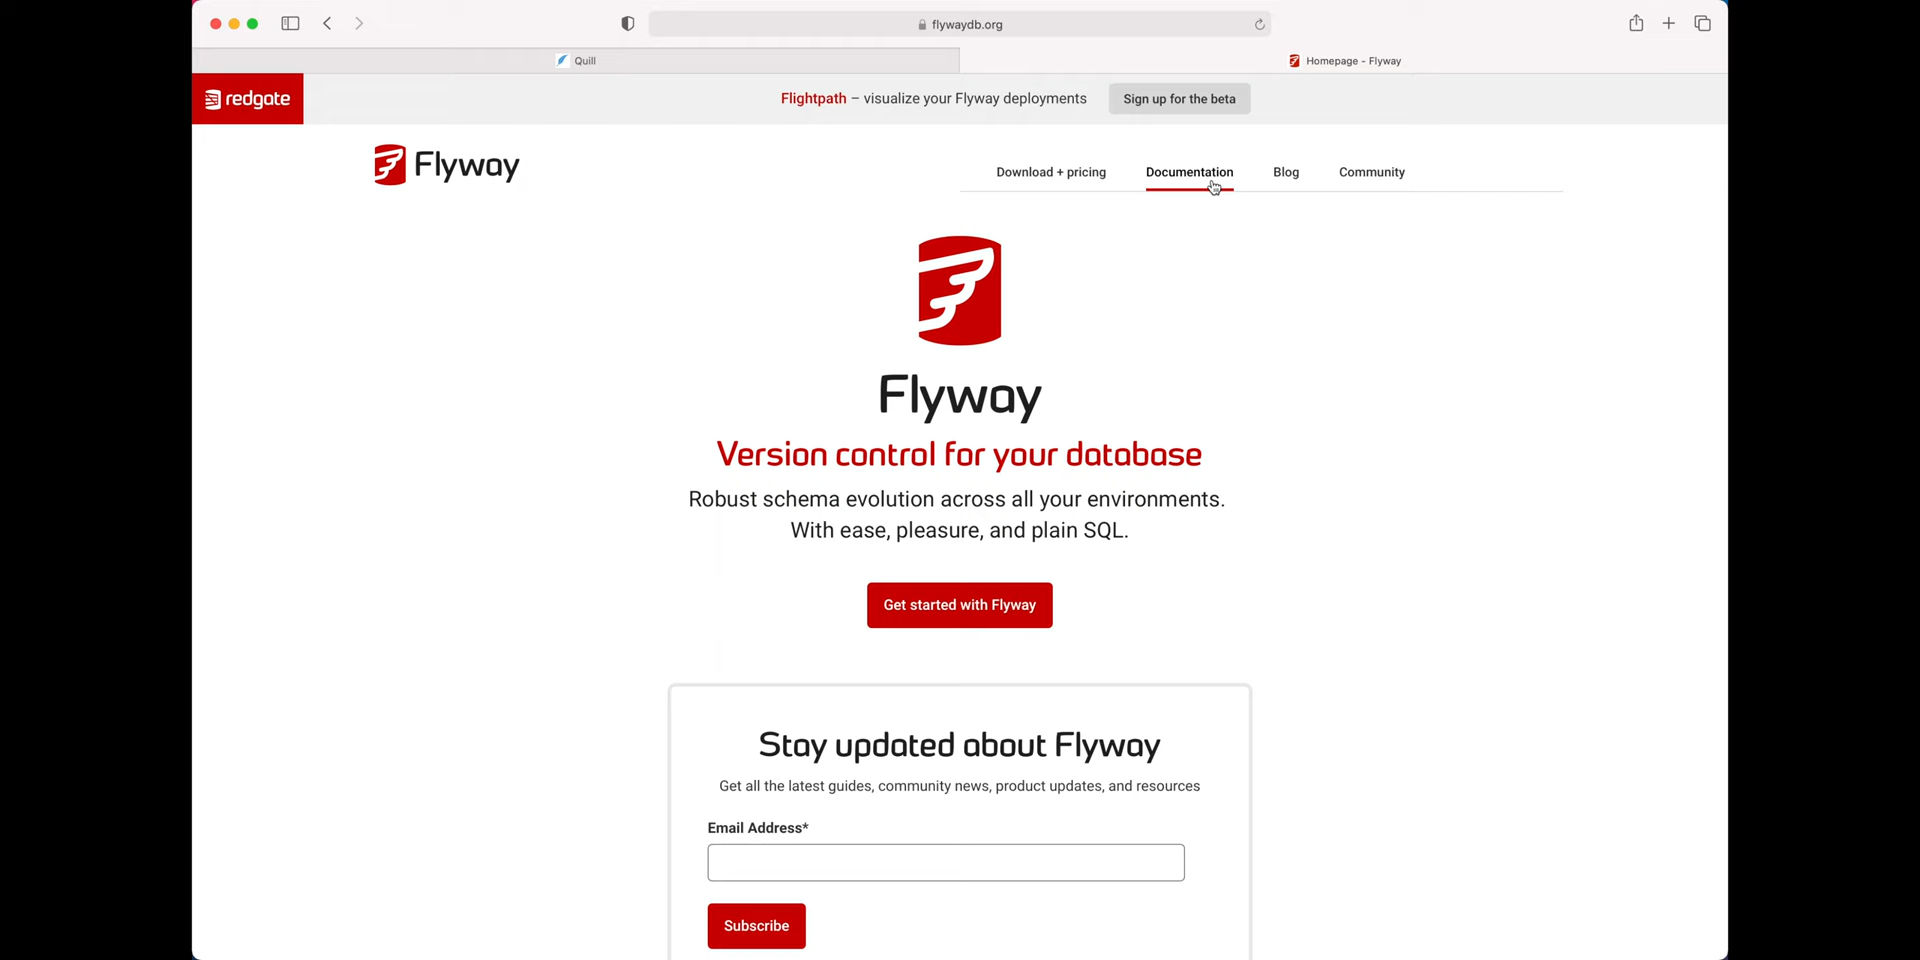 flywaydb.org
Quill
Homepage - Flyway
redgate
Flightpath – visualize your Flyway deployments
Sign up for the beta
Flyway
Download + pricing
Documentation
Blog
Community
Flyway
Version control for your database
Robust schema evolution across all your environments.
With ease, pleasure, and plain SQL.
Get started with Flyway
Stay updated about Flyway
Get all the latest guides, community news, product updates, and resources
Email Address*
Subscribe